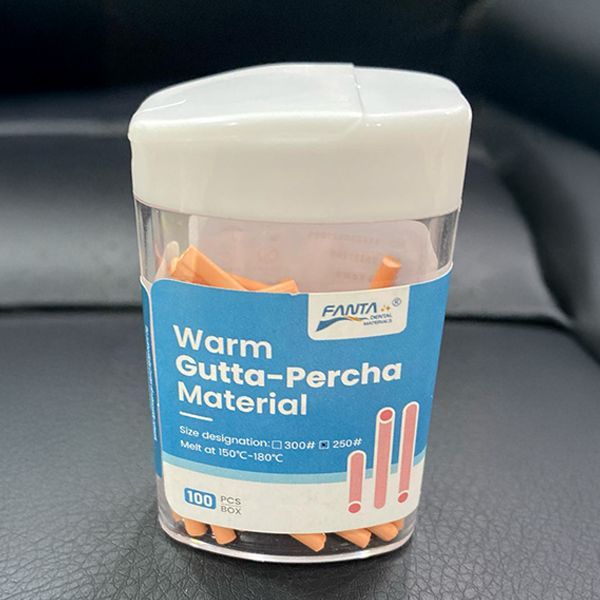 FANTA ®
DENTAL
MATERIALS
Warm
Gutta-Percha
Material
Size designation: ☐ 300# ☒ 250#
Melt at 150℃-180℃
100 PCS
BOX